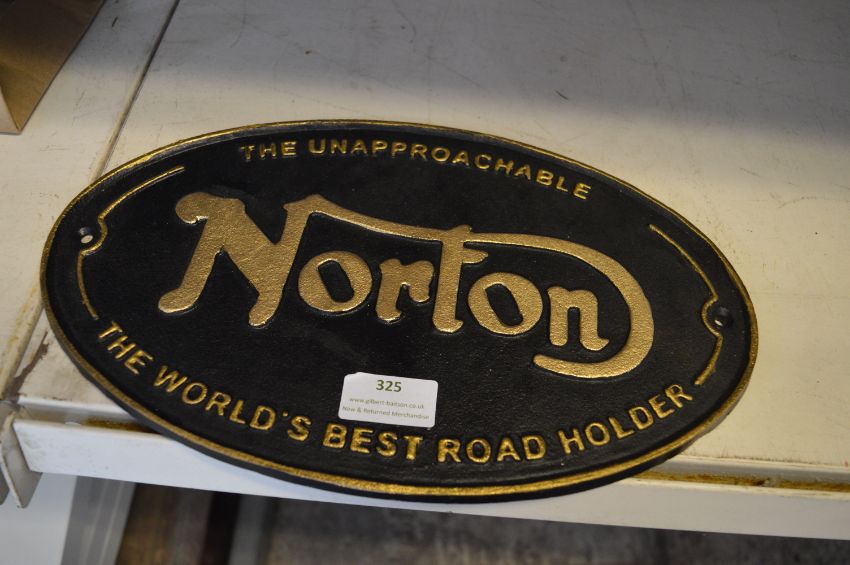 THE UNAPPROACHABLE
Norton
325
www.gilbert-baitson.co.uk
New & Returned Merchandise
THE WORLD'S BEST ROAD HOLDER